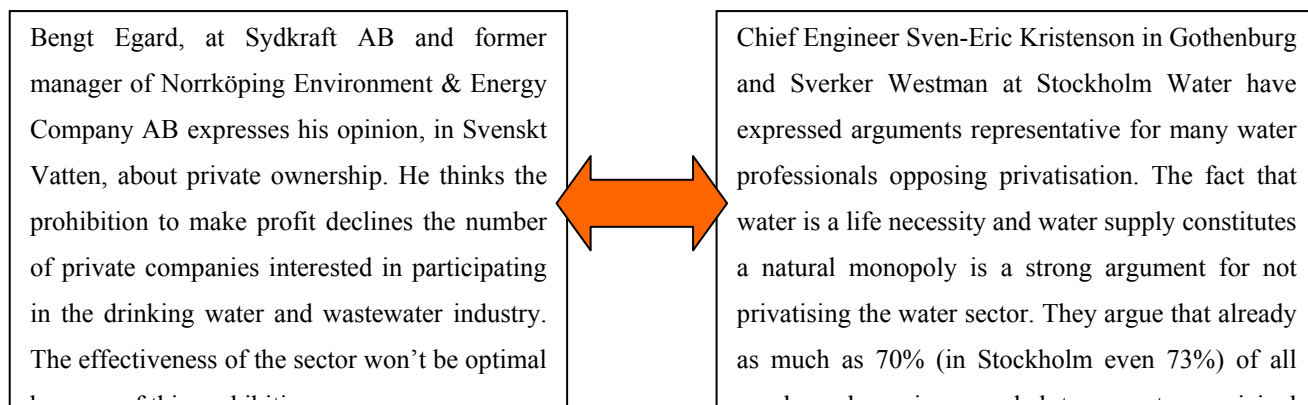 Bengt Egard, at Sydkraft AB and former
manager of Norrköping Environment & Energy
Company AB expresses his opinion, in Svenskt
Vatten, about private ownership. He thinks the
prohibition to make profit declines the number
of private companies interested in participating
in the drinking water and wastewater industry.
The effectiveness of the sector won’t be optimal
Chief Engineer Sven-Eric Kristenson in Gothenburg
and Sverker Westman at Stockholm Water have
expressed arguments representative for many water
professionals opposing privatisation. The fact that
water is a life necessity and water supply constitutes
a natural monopoly is a strong argument for not
privatising the water sector. They argue that already
as much as 70% (in Stockholm even 73%) of all